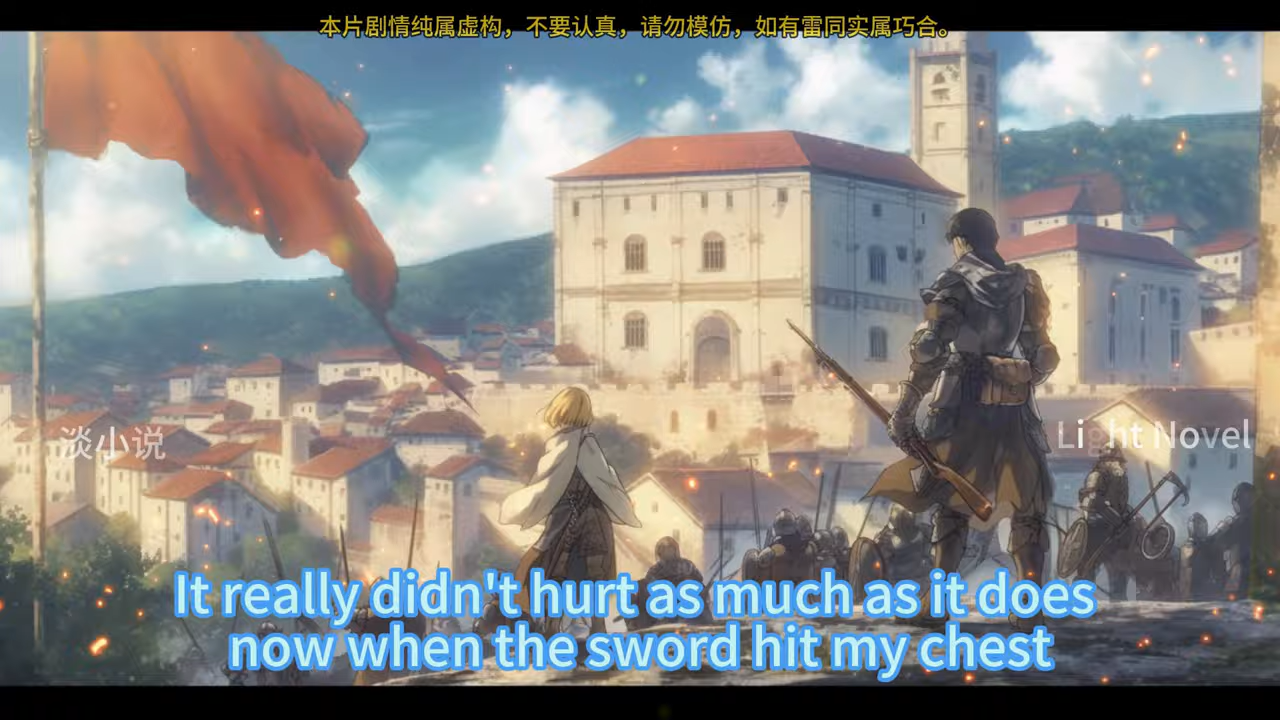 本片剧情纯属虚构，不要认真，请勿模仿，如有雷同实属巧合。
淡小说
Light Novel
It really didn't hurt as much as it does
now when the sword hit my chest